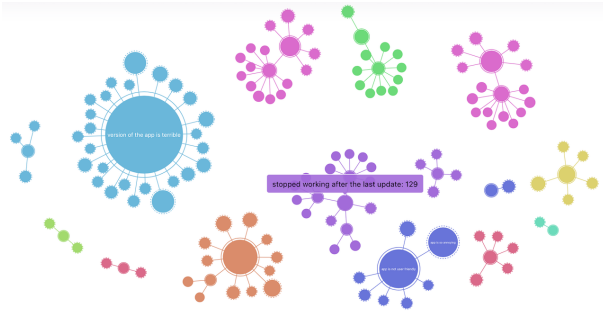 version of the app is terrible
stopped working after the last update: 129
app is not user friendly